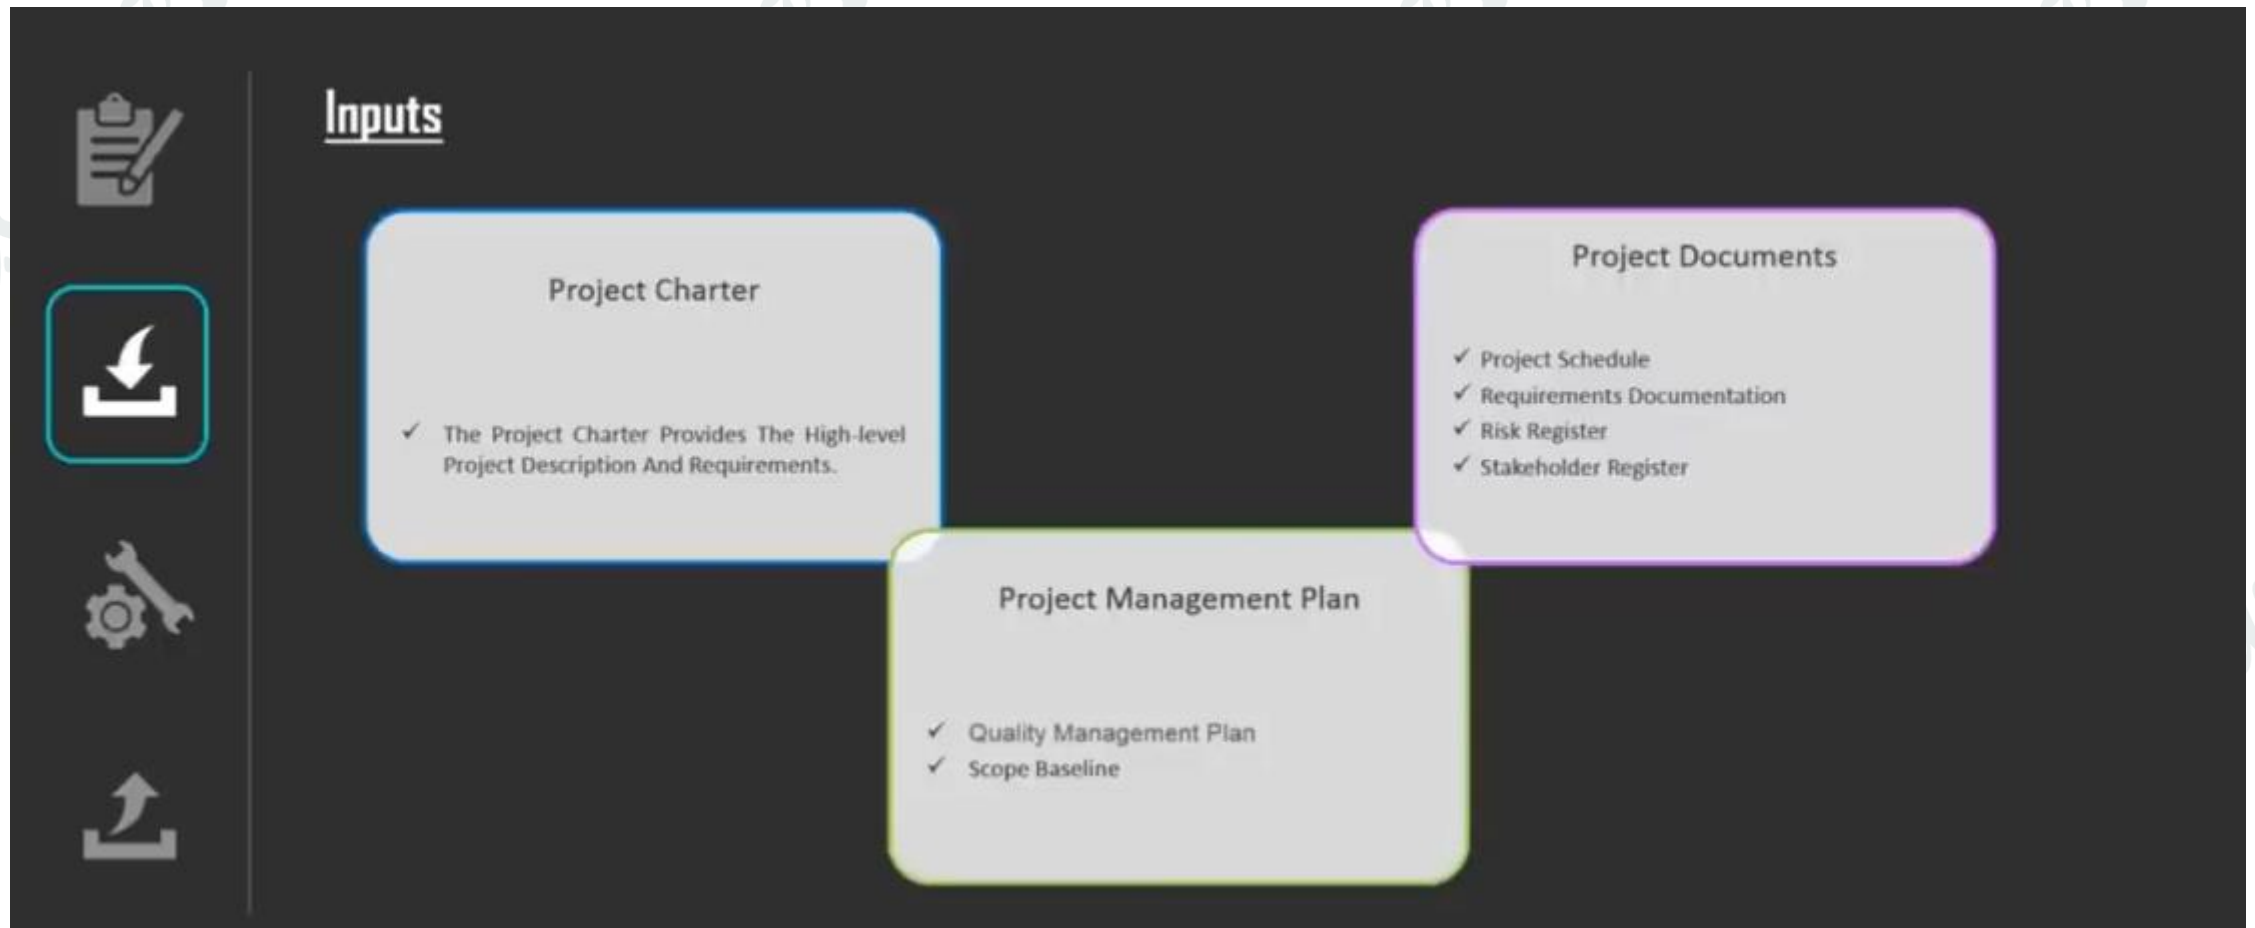 Inputs
Project Charter
✓ The Project Charter Provides The High-level
Project Description And Requirements.
Project Management Plan
✓ Quality Management Plan
✓ Scope Baseline
Project Documents
✓ Project Schedule
✓ Requirements Documentation
✓ Risk Register
✓ Stakeholder Register